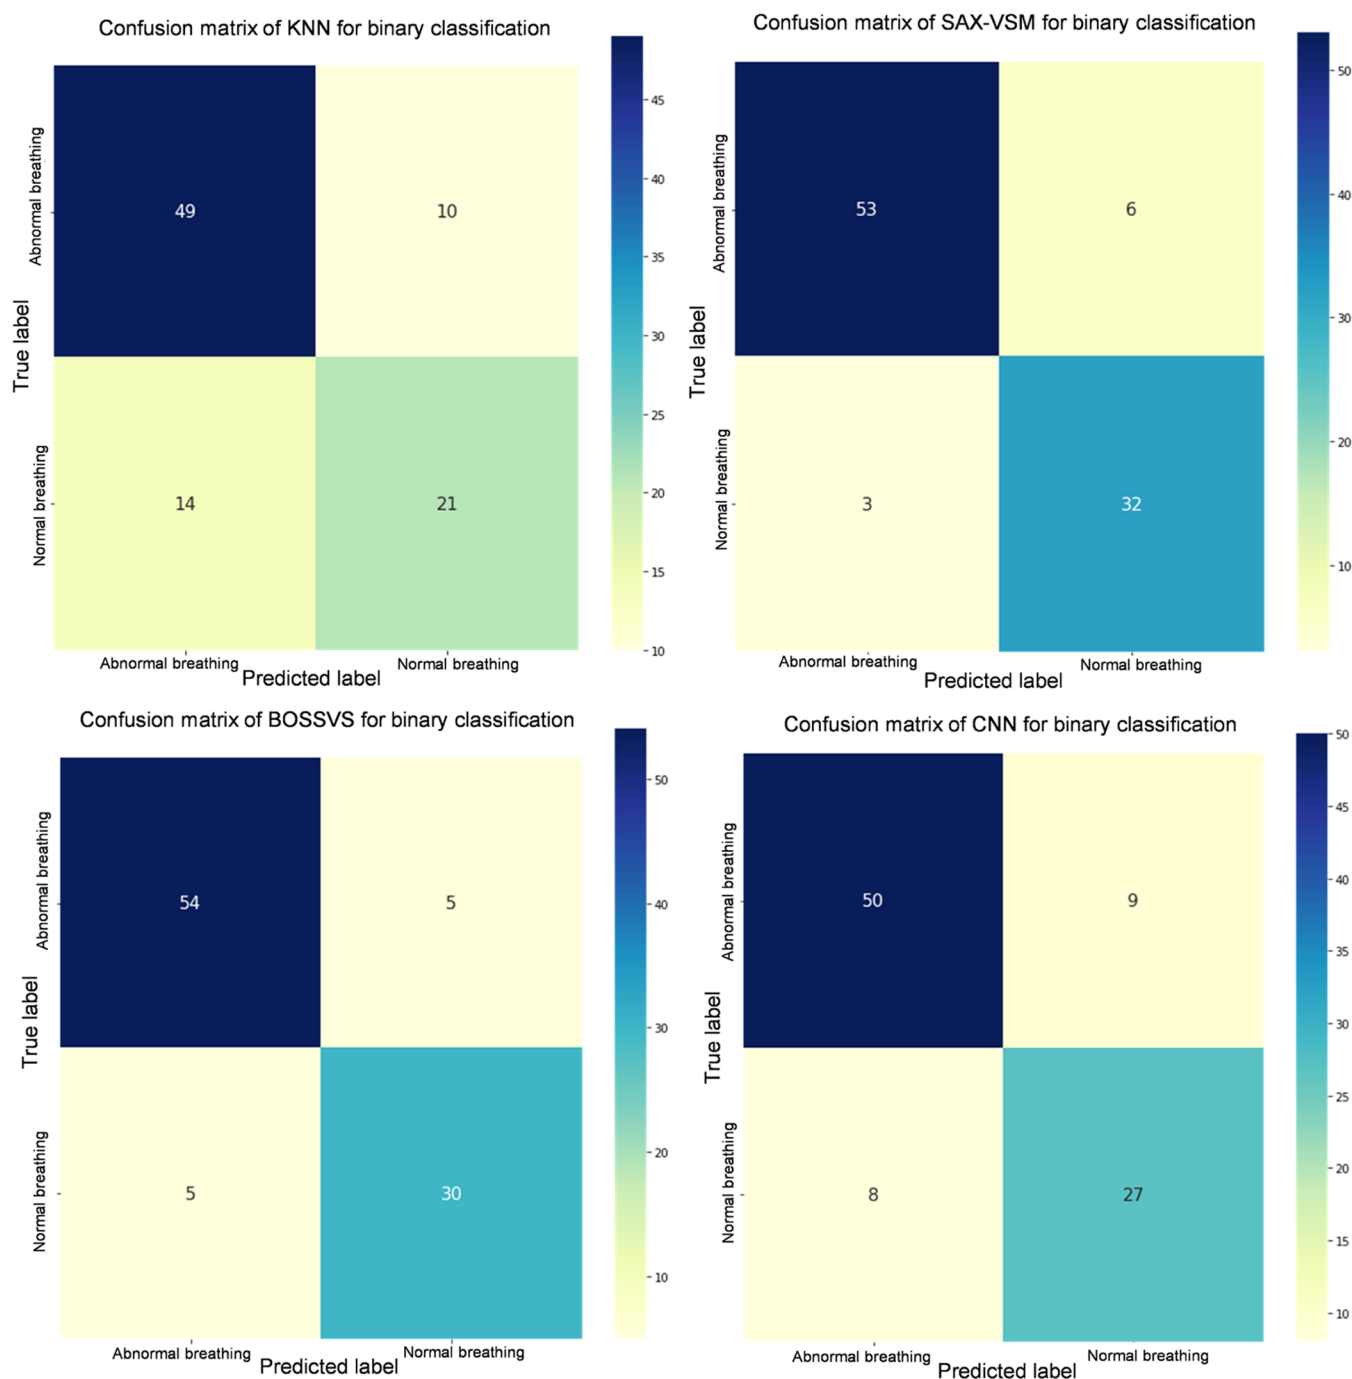 Confusion matrix of KNN for binary classification
Abnormal breathing
Normal breathing
True label
49 10
14 21
Abnormal breathing Normal breathing
Predicted label
45
40
35
30
25
20
15
10
Confusion matrix of SAX-VSM for binary classification
Abnormal breathing
Normal breathing
True label
53 6
3 32
Abnormal breathing Normal breathing
Predicted label
50
40
30
20
10
Confusion matrix of BOSSVS for binary classification
Abnormal breathing
Normal breathing
True label
54 5
5 30
Abnormal breathing Normal breathing
Predicted label
50
40
30
20
10
Confusion matrix of CNN for binary classification
Abnormal breathing
Normal breathing
True label
50 9
8 27
Abnormal breathing Normal breathing
Predicted label
50
45
40
35
30
25
20
15
10